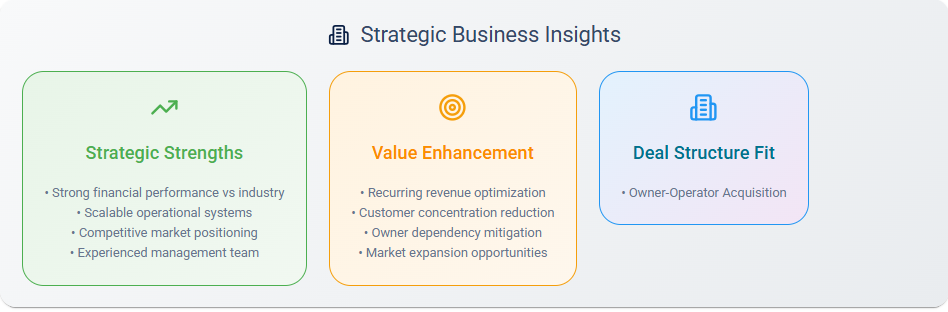 Strategic Business Insights
Strategic Strengths
• Strong financial performance vs industry
• Scalable operational systems
• Competitive market positioning
• Experienced management team
Value Enhancement
• Recurring revenue optimization
• Customer concentration reduction
• Owner dependency mitigation
• Market expansion opportunities
Deal Structure Fit
• Owner-Operator Acquisition